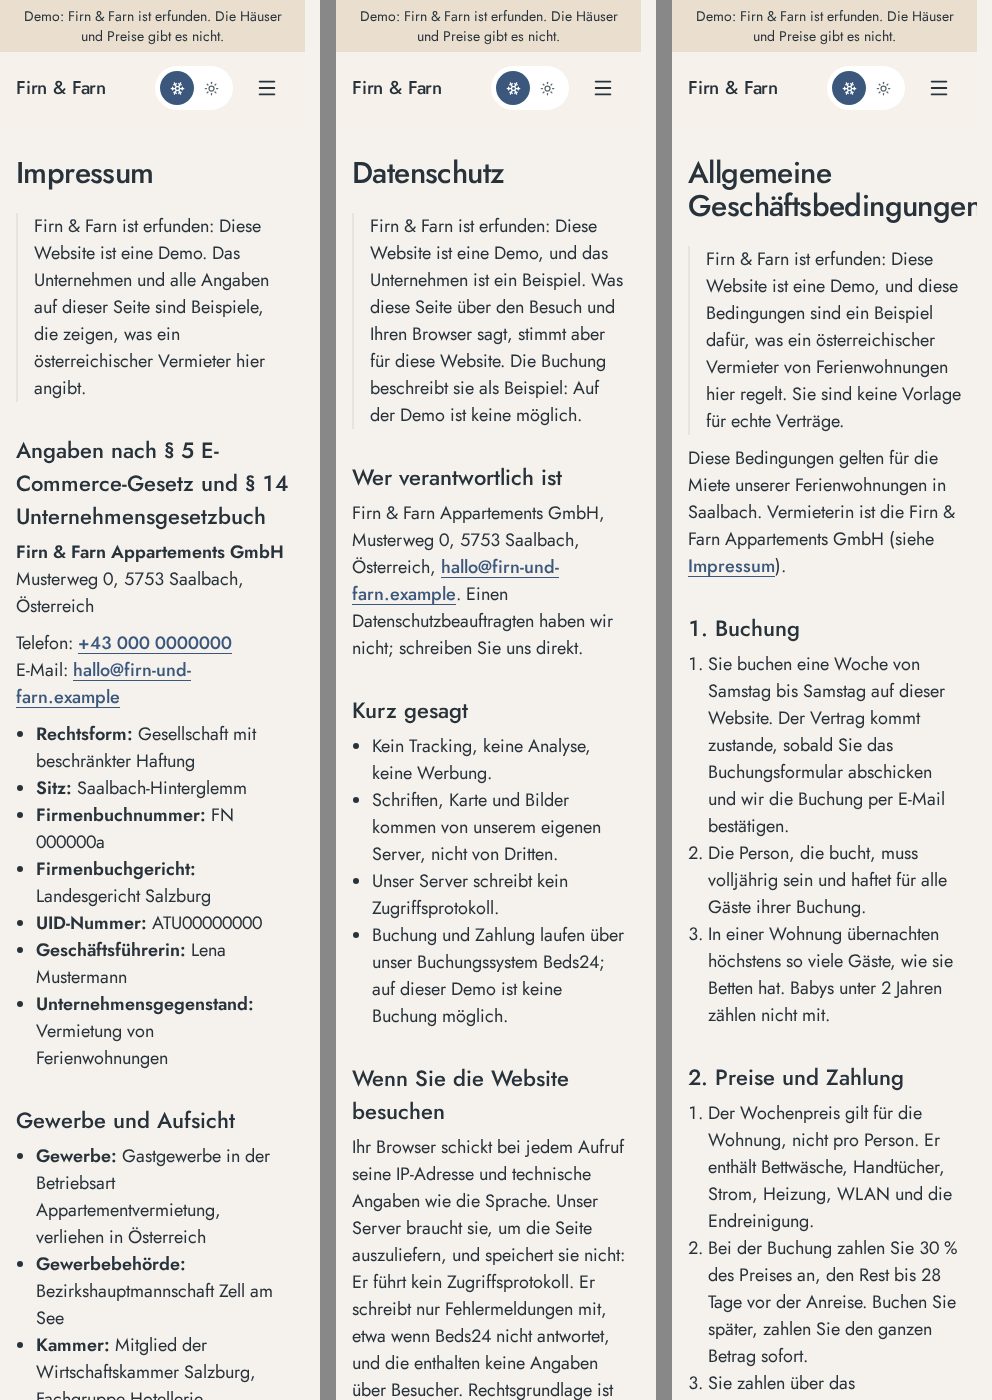 Demo: Firn & Farn ist erfunden. Die Häuser
und Preise gibt es nicht.
Firn & Farn
Impressum
Firn & Farn ist erfunden: Diese
Website ist eine Demo. Das
Unternehmen und alle Angaben
auf dieser Seite sind Beispiele,
die zeigen, was ein
österreichischer Vermieter hier
angibt.
Angaben nach § 5 E-
Commerce-Gesetz und § 14
Unternehmensgesetzbuch
Firn & Farn Appartements GmbH
Musterweg 0, 5753 Saalbach,
Österreich
Telefon: +43 000 0000000
E-Mail: hallo@firn-und-
farn.example
• Rechtsform: Gesellschaft mit
beschränkter Haftung
• Sitz: Saalbach-Hinterglemm
• Firmenbuchnummer: FN
000000a
• Firmenbuchgericht:
Landesgericht Salzburg
• UID-Nummer: ATU00000000
• Geschäftsführerin: Lena
Mustermann
• Unternehmensgegenstand:
Vermietung von
Ferienwohnungen
Gewerbe und Aufsicht
• Gewerbe: Gastgewerbe in der
Betriebsart
Appartementvermietung,
verliehen in Österreich
• Gewerbebehörde:
Bezirkshauptmannschaft Zell am
See
• Kammer: Mitglied der
Wirtschaftskammer Salzburg,
Fachgruppe Hotellerie
Demo: Firn & Farn ist erfunden. Die Häuser
und Preise gibt es nicht.
Firn & Farn
Datenschutz
Firn & Farn ist erfunden: Diese
Website ist eine Demo, und das
Unternehmen ist ein Beispiel. Was
diese Seite über den Besuch und
Ihren Browser sagt, stimmt aber
für diese Website. Die Buchung
beschreibt sie als Beispiel: Auf
der Demo ist keine möglich.
Wer verantwortlich ist
Firn & Farn Appartements GmbH,
Musterweg 0, 5753 Saalbach,
Österreich, hallo@firn-und-
farn.example. Einen
Datenschutzbeauftragten haben wir
nicht; schreiben Sie uns direkt.
Kurz gesagt
• Kein Tracking, keine Analyse,
keine Werbung.
• Schriften, Karte und Bilder
kommen von unserem eigenen
Server, nicht von Dritten.
• Unser Server schreibt kein
Zugriffsprotokoll.
• Buchung und Zahlung laufen über
unser Buchungssystem Beds24;
auf dieser Demo ist keine
Buchung möglich.
Wenn Sie die Website
besuchen
Ihr Browser schickt bei jedem Aufruf
seine IP-Adresse und technische
Angaben wie die Sprache. Unser
Server braucht sie, um die Seite
auszuliefern, und speichert sie nicht:
Er führt kein Zugriffsprotokoll. Er
schreibt nur Fehlermeldungen mit,
etwa wenn Beds24 nicht antwortet,
und die enthalten keine Angaben
über Besucher. Rechtsgrundlage ist
Demo: Firn & Farn ist erfunden. Die Häuser
und Preise gibt es nicht.
Firn & Farn
Allgemeine
Geschäftsbedingungen
Firn & Farn ist erfunden: Diese
Website ist eine Demo, und diese
Bedingungen sind ein Beispiel
dafür, was ein österreichischer
Vermieter von Ferienwohnungen
hier regelt. Sie sind keine Vorlage
für echte Verträge.
Diese Bedingungen gelten für die
Miete unserer Ferienwohnungen in
Saalbach. Vermieterin ist die Firn &
Farn Appartements GmbH (siehe
Impressum).
1. Buchung
1. Sie buchen eine Woche von
Samstag bis Samstag auf dieser
Website. Der Vertrag kommt
zustande, sobald Sie das
Buchungsformular abschicken
und wir die Buchung per E-Mail
bestätigen.
2. Die Person, die bucht, muss
volljährig sein und haftet für alle
Gäste ihrer Buchung.
3. In einer Wohnung übernachten
höchstens so viele Gäste, wie sie
Betten hat. Babys unter 2 Jahren
zählen nicht mit.
2. Preise und Zahlung
1. Der Wochenpreis gilt für die
Wohnung, nicht pro Person. Er
enthält Bettwäsche, Handtücher,
Strom, Heizung, WLAN und die
Endreinigung.
2. Bei der Buchung zahlen Sie 30 %
des Preises an, den Rest bis 28
Tage vor der Anreise. Buchen Sie
später, zahlen Sie den ganzen
Betrag sofort.
3. Sie zahlen über das